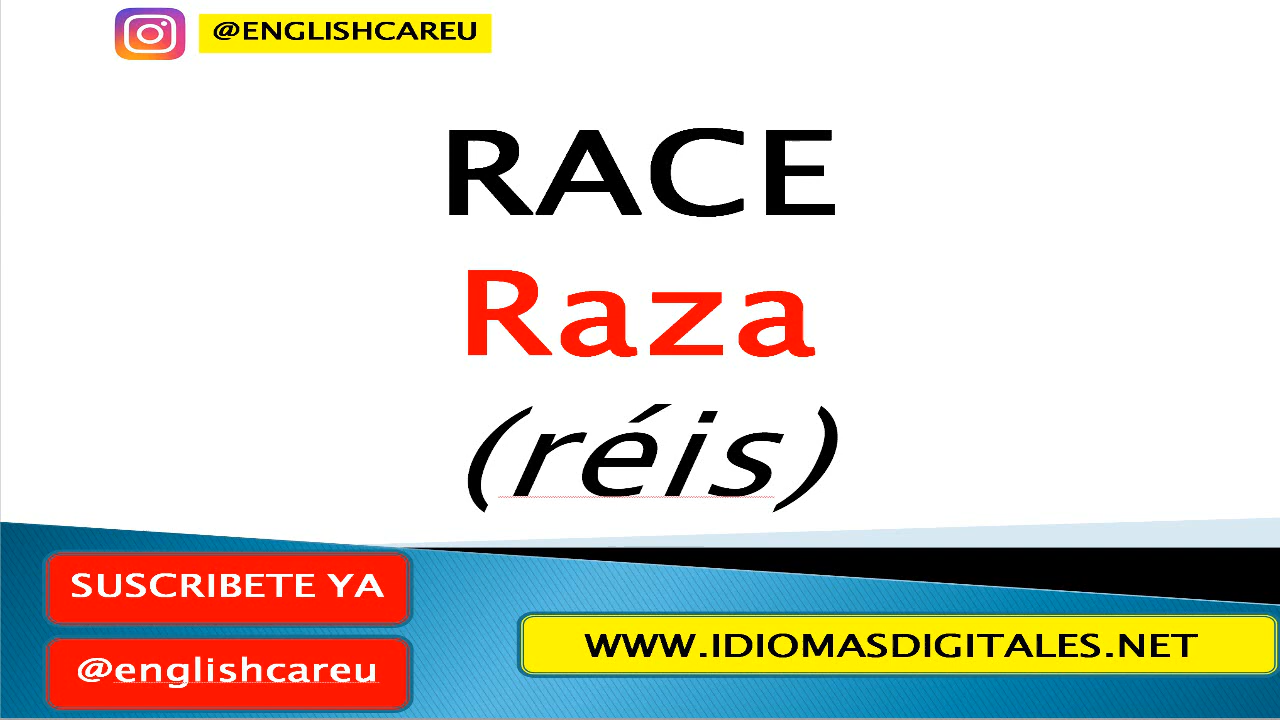 @ENGLISHCAREU
RACE
Raza
(réis)
SUSCRIBETE YA
@englishcareu
WWW.IDIOMASDIGITALES.NET